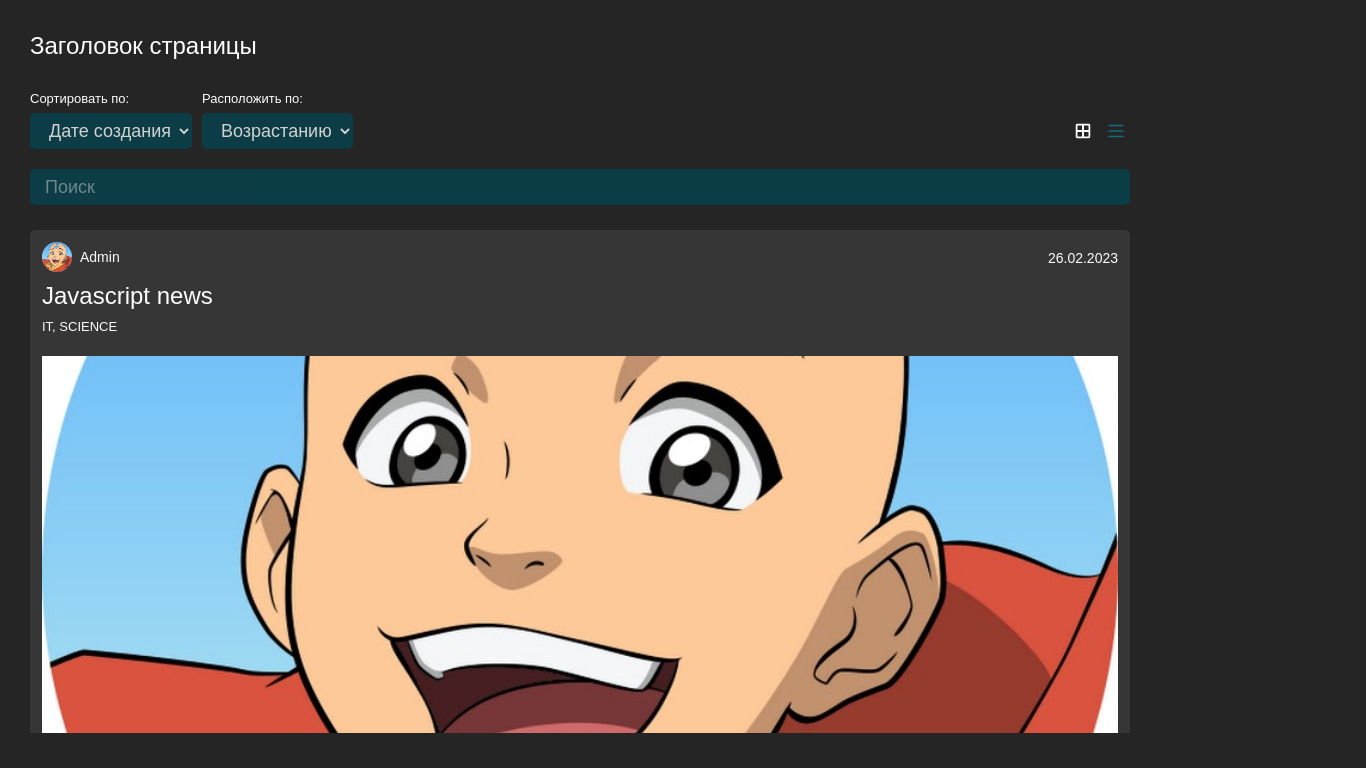 Заголовок страницы
Сортировать по: Расположить по:
Дате создания Возрастанию
Поиск
Admin 26.02.2023
Javascript news
IT, SCIENCE